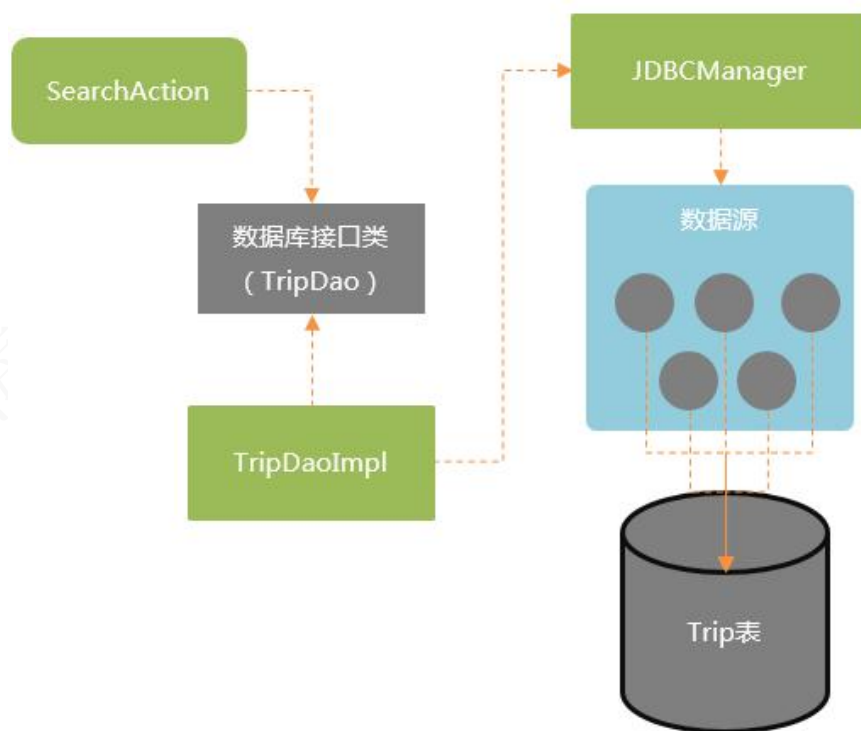 SearchAction
JDBCManager
数据库接口类
（TripDao）
数据源
TripDaoImpl
Trip表